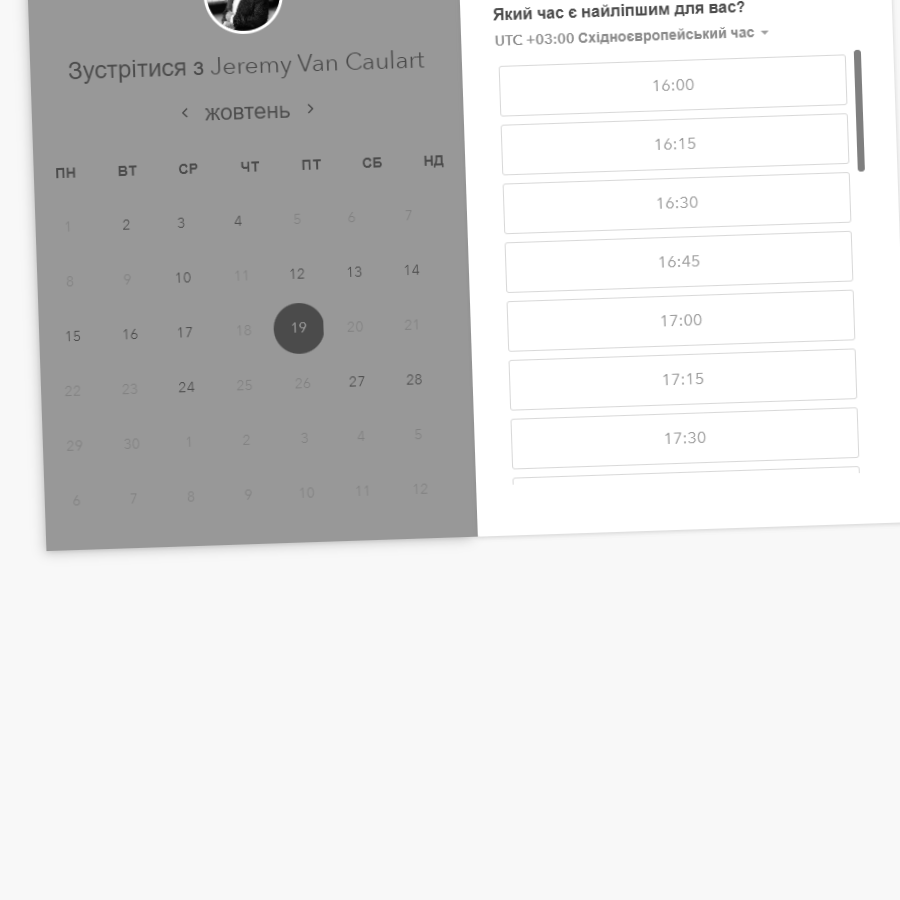 Зустрітися з Jeremy Van Caulart
жовтень
ПН ВТ СР ЧТ ПТ СБ НД
1 2 3 4 5 6 7
8 9 10 11 12 13 14
15 16 17 18 19 20 21
22 23 24 25 26 27 28
29 30 1 2 3 4 5
6 7 8 9 10 11 12
Який час є найліпшим для вас?
UTC +03:00 Східноєвропейський час
16:00
16:15
16:30
16:45
17:00
17:15
17:30